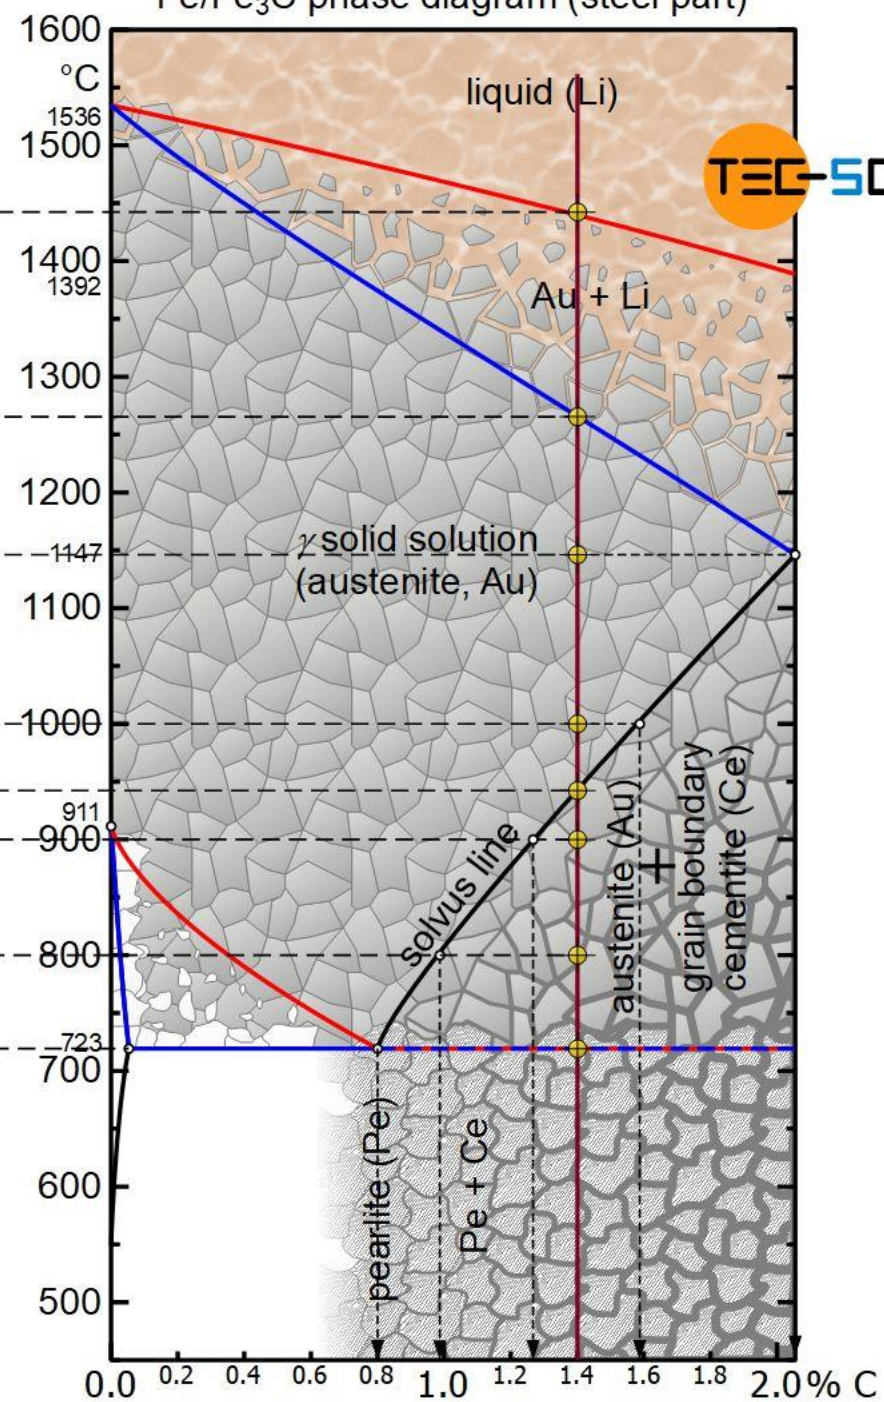 Fe/Fe₃C phase diagram (steel part)
1600
°C
liquid (Li)
1536
1500
TEC-SC
1400
1392
Au + Li
1300
1200
γ solid solution
(austenite, Au)
1147
1100
1000
911
900
solvus line
austenite (Au)
+
grain boundary
cementite (Ce)
800
723
700
pearlite (Pe)
Pe + Ce
600
500
0.0 0.2 0.4 0.6 0.8 1.0 1.2 1.4 1.6 1.8 2.0 % C